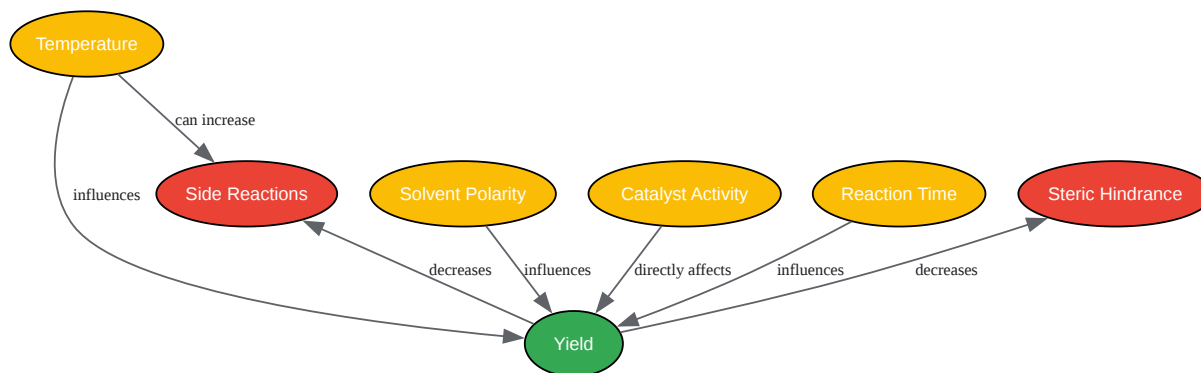 Temperature
can increase
influences
Side Reactions
Solvent Polarity
Catalyst Activity
Reaction Time
Steric Hindrance
decreases
influences
directly affects
influences
decreases
Yield